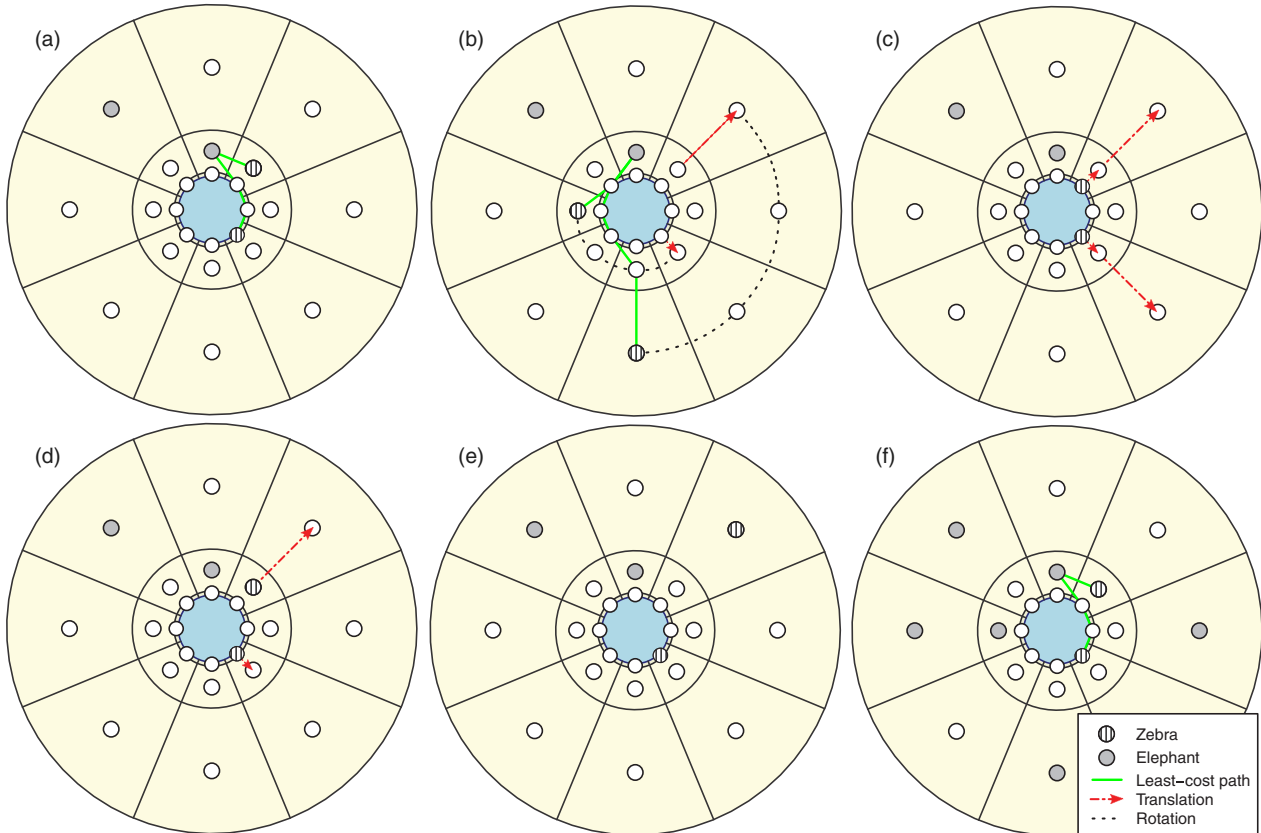 (a)
(b)
(c)
(d)
(e)
(f)
Zebra
Elephant
Least–cost path
Translation
Rotation